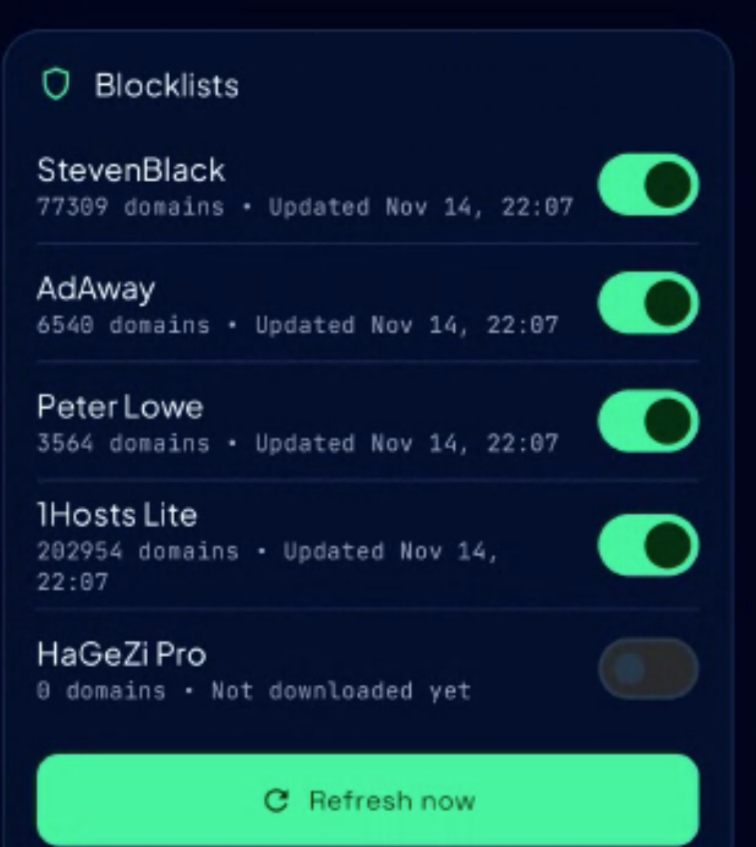 Blocklists
StevenBlack
77309 domains • Updated Nov 14, 22:07
AdAway
6540 domains • Updated Nov 14, 22:07
Peter Lowe
3564 domains • Updated Nov 14, 22:07
1Hosts Lite
202954 domains • Updated Nov 14,
22:07
HaGeZi Pro
0 domains • Not downloaded yet
Refresh now